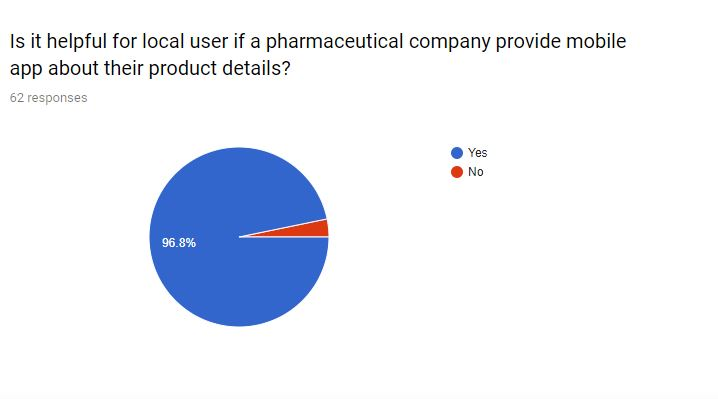 Is it helpful for local user if a pharmaceutical company provide mobile
app about their product details?
62 responses
Yes
No
96.8%